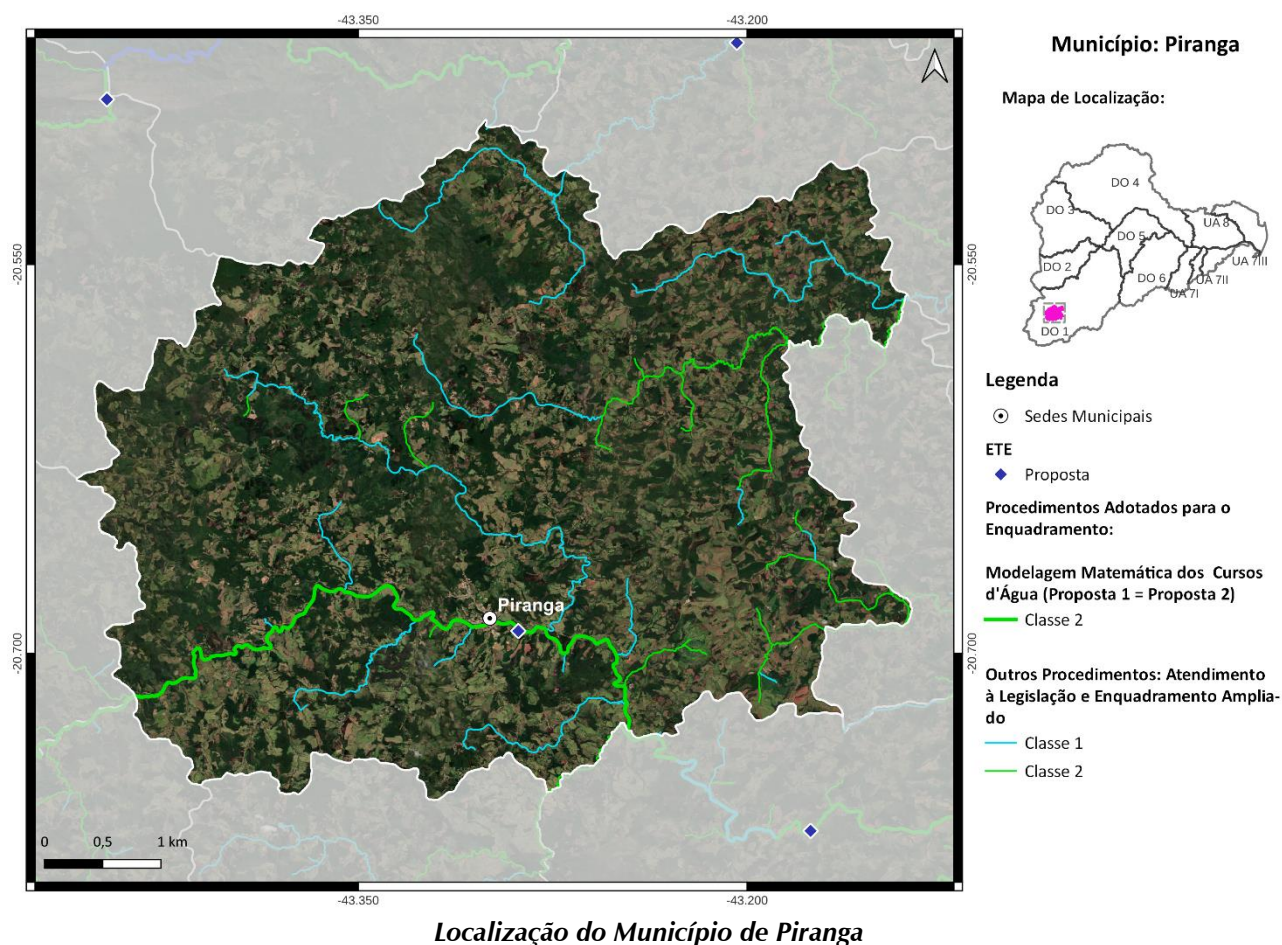 -43.350
-43.200
-20.550
-20.550
Piranga
-20.700
-20.700
0
0,5
1 km
-43.350
-43.200
Município: Piranga
Mapa de Localização:
DO 4
DO 3
UA 8
DO 5
DO 2
UA 7III
DO 6
UA 7II
UA 7I
DO 1
Legenda
Sedes Municipais
ETE
Proposta
Procedimentos Adotados para o
Enquadramento:
Modelagem Matemática dos Cursos
d'Água (Proposta 1 = Proposta 2)
Classe 2
Outros Procedimentos: Atendimento
à Legislação e Enquadramento Amplia-
do
Classe 1
Classe 2
Localização do Município de Piranga